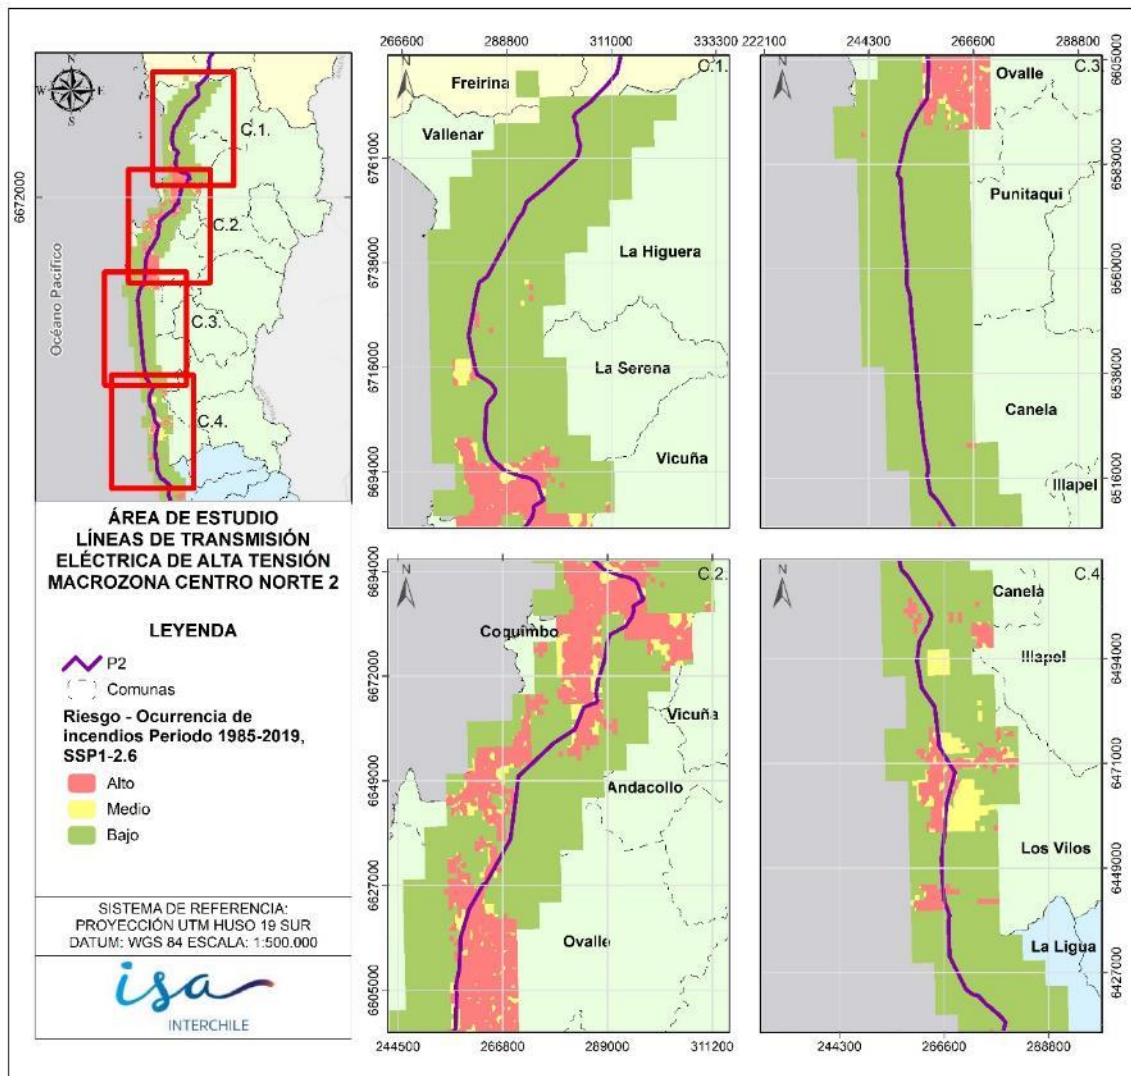 N
W
E
S
6672000
Océano Pacífico
C.1.
C.2.
C.3.
C.4.
ÁREA DE ESTUDIO
LÍNEAS DE TRANSMISIÓN
ELÉCTRICA DE ALTA TENSIÓN
MACROZONA CENTRO NORTE 2
LEYENDA
P2
Comunas
Riesgo - Ocurrencia de
incendios Periodo 1985-2019,
SSP1-2.6
Alto
Medio
Bajo
SISTEMA DE REFERENCIA:
PROYECCIÓN UTM HUSO 19 SUR
DATUM: WGS 84 ESCALA: 1:500.000
isa
INTERCHILE
266600 288800 311000 333300
N
C.1.
Freirina
Vallenar
La Higuera
La Serena
Vicuña
6761000
6738000
6716000
6694000
222100 244300 266600 288800
N
C.3.
Ovalle
Punitaqui
Canela
Illapel
6605000
6583000
6560000
6538000
6516000
N
C.2.
Coquimbo
Vicuña
Andacollo
Ovalle
6694000
6672000
6649000
6627000
6605000
244500 266800 289000 311200
N
C.4.
Canela
Illapel
Los Vilos
La Ligua
6494000
6471000
6449000
6427000
244300 266600 288800